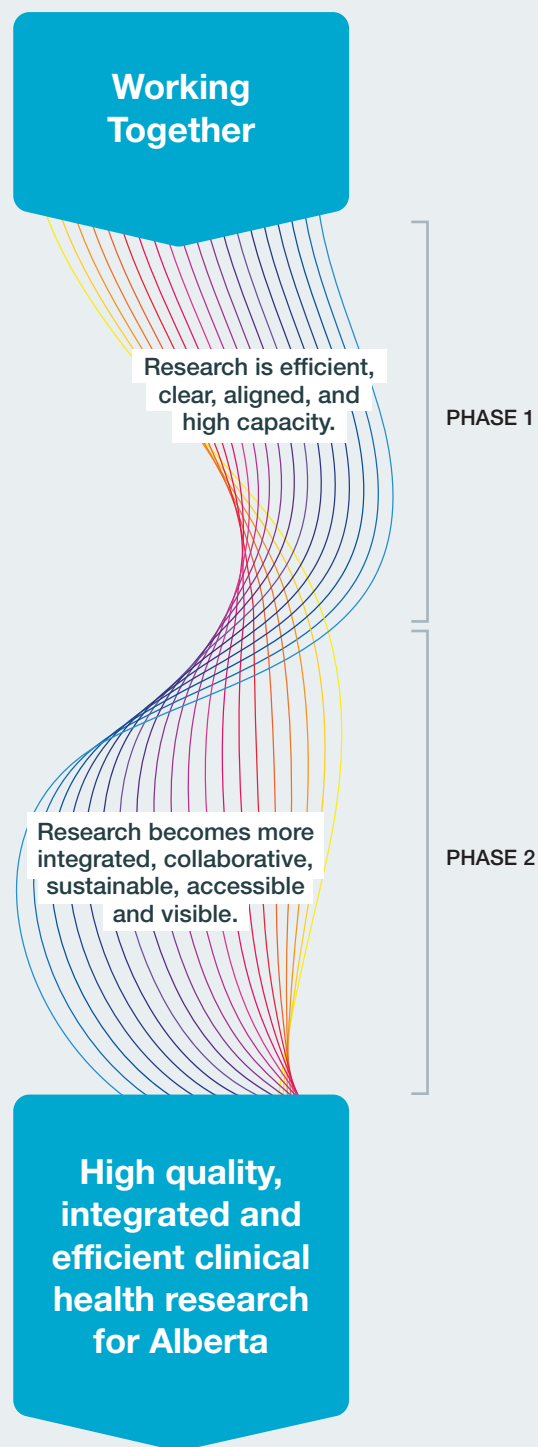 Working
Together
Research is efficient,
clear, aligned, and
high capacity.
PHASE 1
Research becomes more
integrated, collaborative,
sustainable, accessible
and visible.
PHASE 2
High quality,
integrated and
efficient clinical
health research
for Alberta